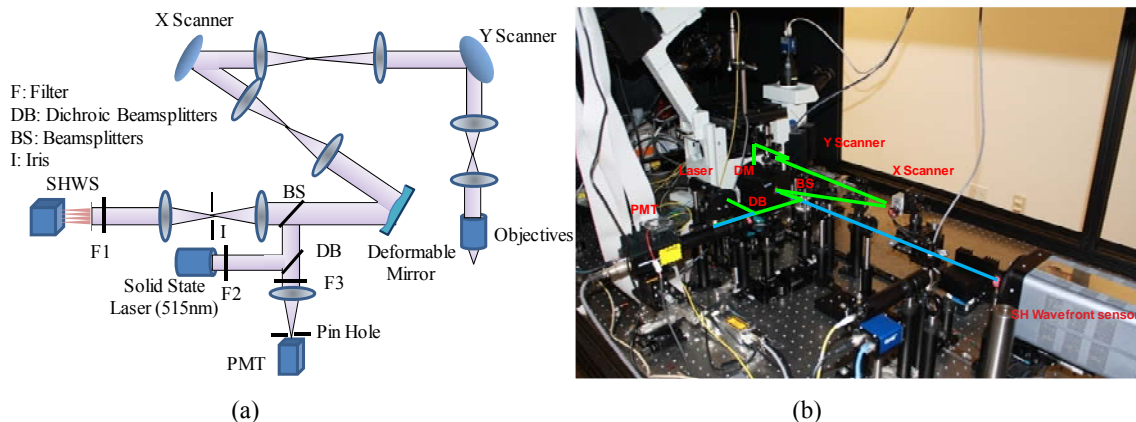 X Scanner
Y Scanner
F: Filter
DB: Dichroic Beamsplitters
BS: Beamsplitters
I: Iris
SHWS
BS
I
F1
DB
Deformable
Mirror
Objectives
F2
F3
Solid State
Laser (515nm)
Pin Hole
PMT
(a)
Y Scanner
Laser
DM
X Scanner
BS
DB
PMT
SH Wavefront sensor
(b)